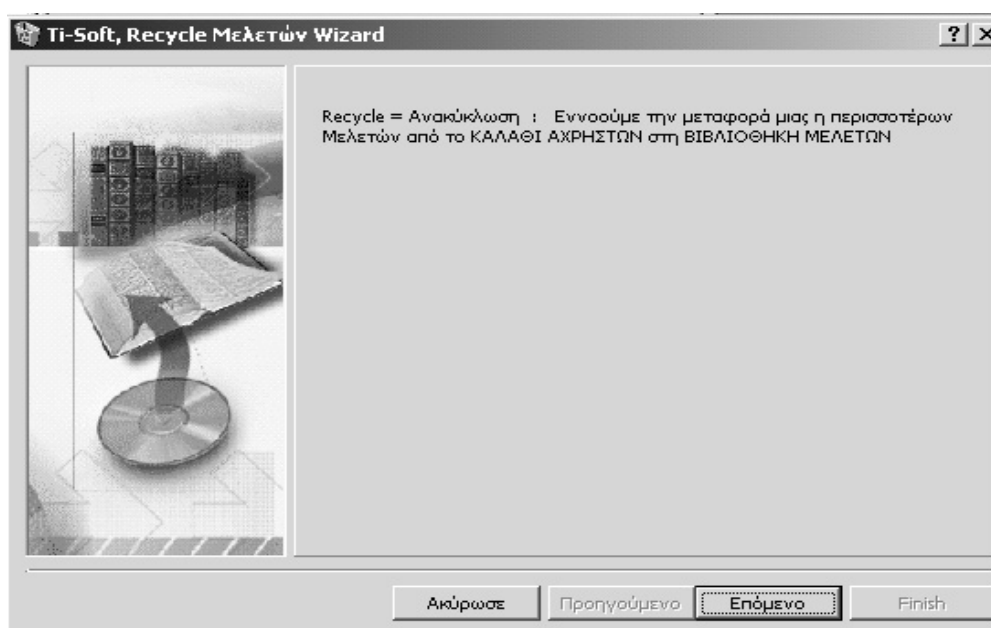 Ti-Soft, Recycle Μελετών Wizard
Recycle = Ανακύκλωση : Εννοούμε την μεταφορά μιας η περισσοτέρων
Μελετών από το ΚΑΛΑΘΙ ΑΧΡΗΣΤΩΝ στη ΒΙΒΛΙΟΘΗΚΗ ΜΕΛΕΤΩΝ
Ακύρωσε Προηγούμενο Επόμενο Finish